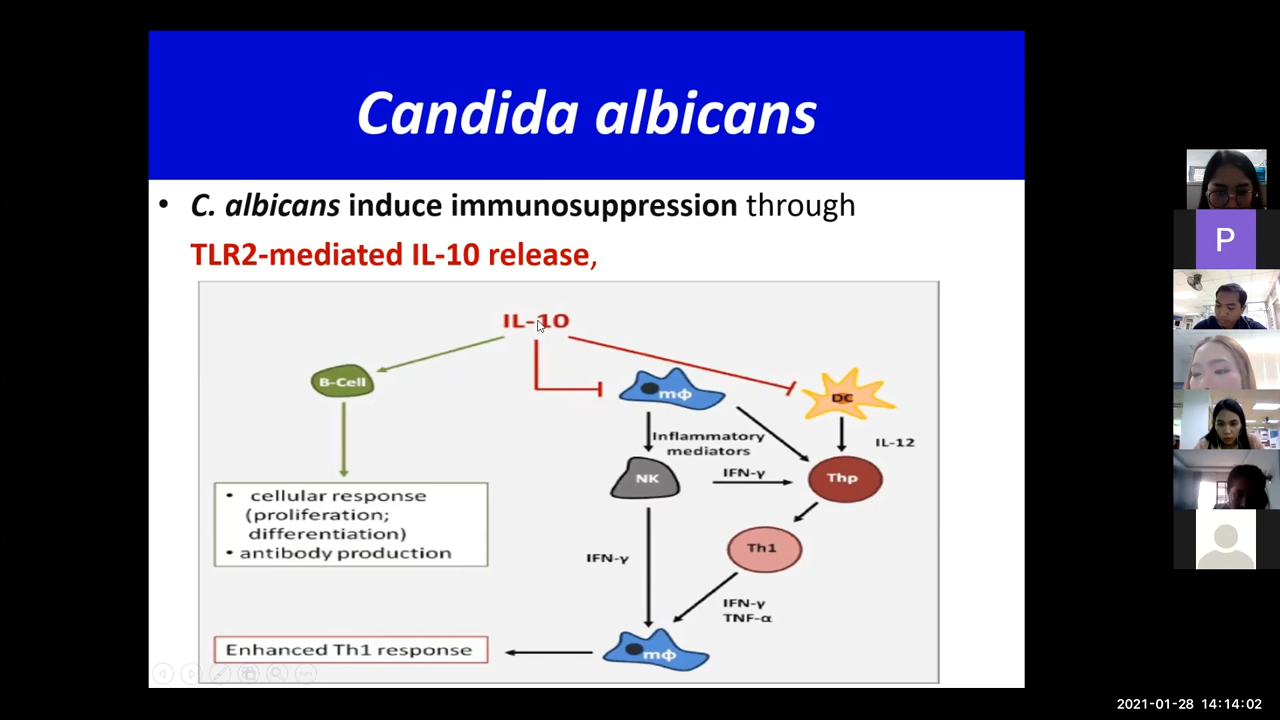 Candida albicans
• C. albicans induce immunosuppression through
TLR2-mediated IL-10 release,
IL-10
B-Cell
mφ
DC
IL-12
Inflammatory
mediators
NK
IFN-γ
Thp
• cellular response
(proliferation;
differentiation)
• antibody production
Th1
IFN-γ
IFN-γ
TNF-α
Enhanced Th1 response
mφ
P
2021-01-28 14:14:02